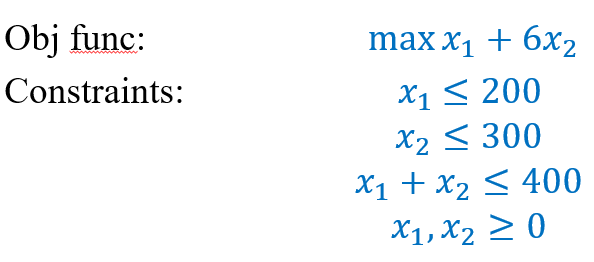 Obj func: max x₁ + 6x₂
Constraints: x₁ ≤ 200
x₂ ≤ 300
x₁ + x₂ ≤ 400
x₁, x₂ ≥ 0